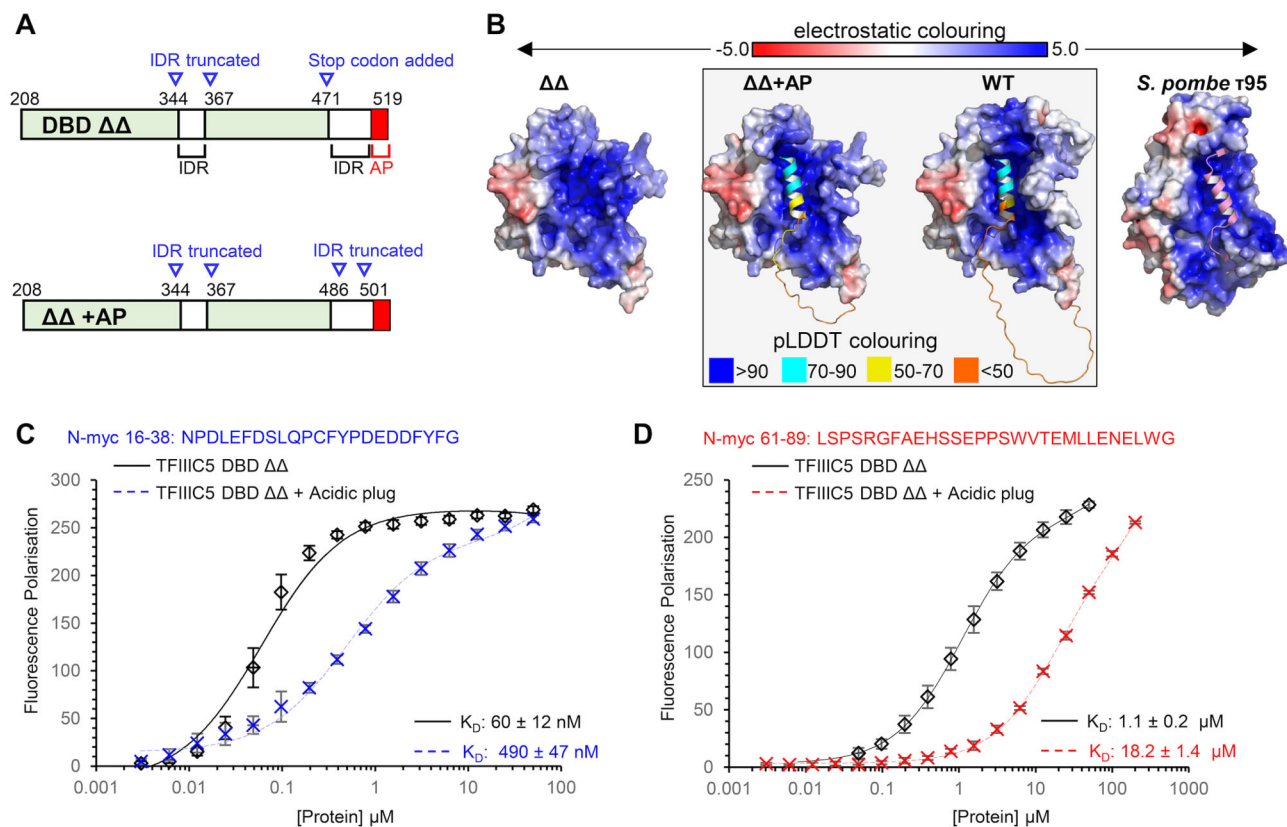 A
IDR truncated
Stop codon added
208
344
367
471
519
DBD ΔΔ
IDR
IDR
AP
IDR truncated
IDR truncated
208
344
367
486
501
ΔΔ +AP
B
electrostatic colouring
-5.0
5.0
ΔΔ
ΔΔ+AP
WT
S. pombe τ95
pLDDT colouring
>90
70-90
50-70
<50
C
N-myc 16-38: NPDLEFDSLQPCFYPDEDDFYFG
TFIIIC5 DBD ΔΔ
TFIIIC5 DBD ΔΔ + Acidic plug
Fluorescence Polarisation
300
250
200
150
100
50
0
KD: 60 ± 12 nM
KD: 490 ± 47 nM
0.001
0.01
0.1
1
10
100
[Protein] µM
D
N-myc 61-89: LSPSRGFAEHSSEPPSWVTEMLLENELWG
TFIIIC5 DBD ΔΔ
TFIIIC5 DBD ΔΔ + Acidic plug
Fluorescence Polarisation
250
200
150
100
50
0
KD: 1.1 ± 0.2 µM
KD: 18.2 ± 1.4 µM
0.001
0.01
0.1
1
10
100
1000
[Protein] µM